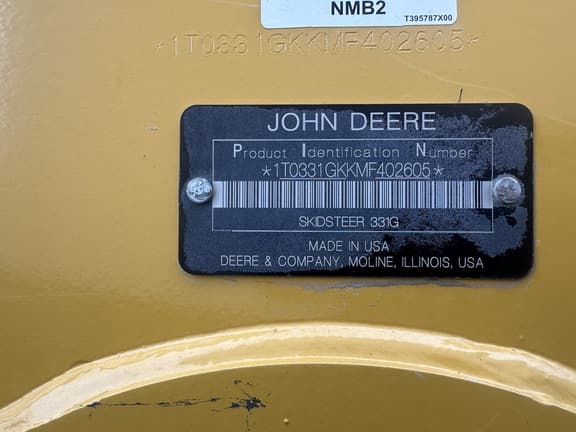 NMB2
T395787X00
*1T0331GKKMF402605*
JOHN DEERE
Product Identification Number
*1T0331GKKMF402605*
SKIDSTEER 331G
MADE IN USA
DEERE & COMPANY, MOLINE, ILLINOIS, USA